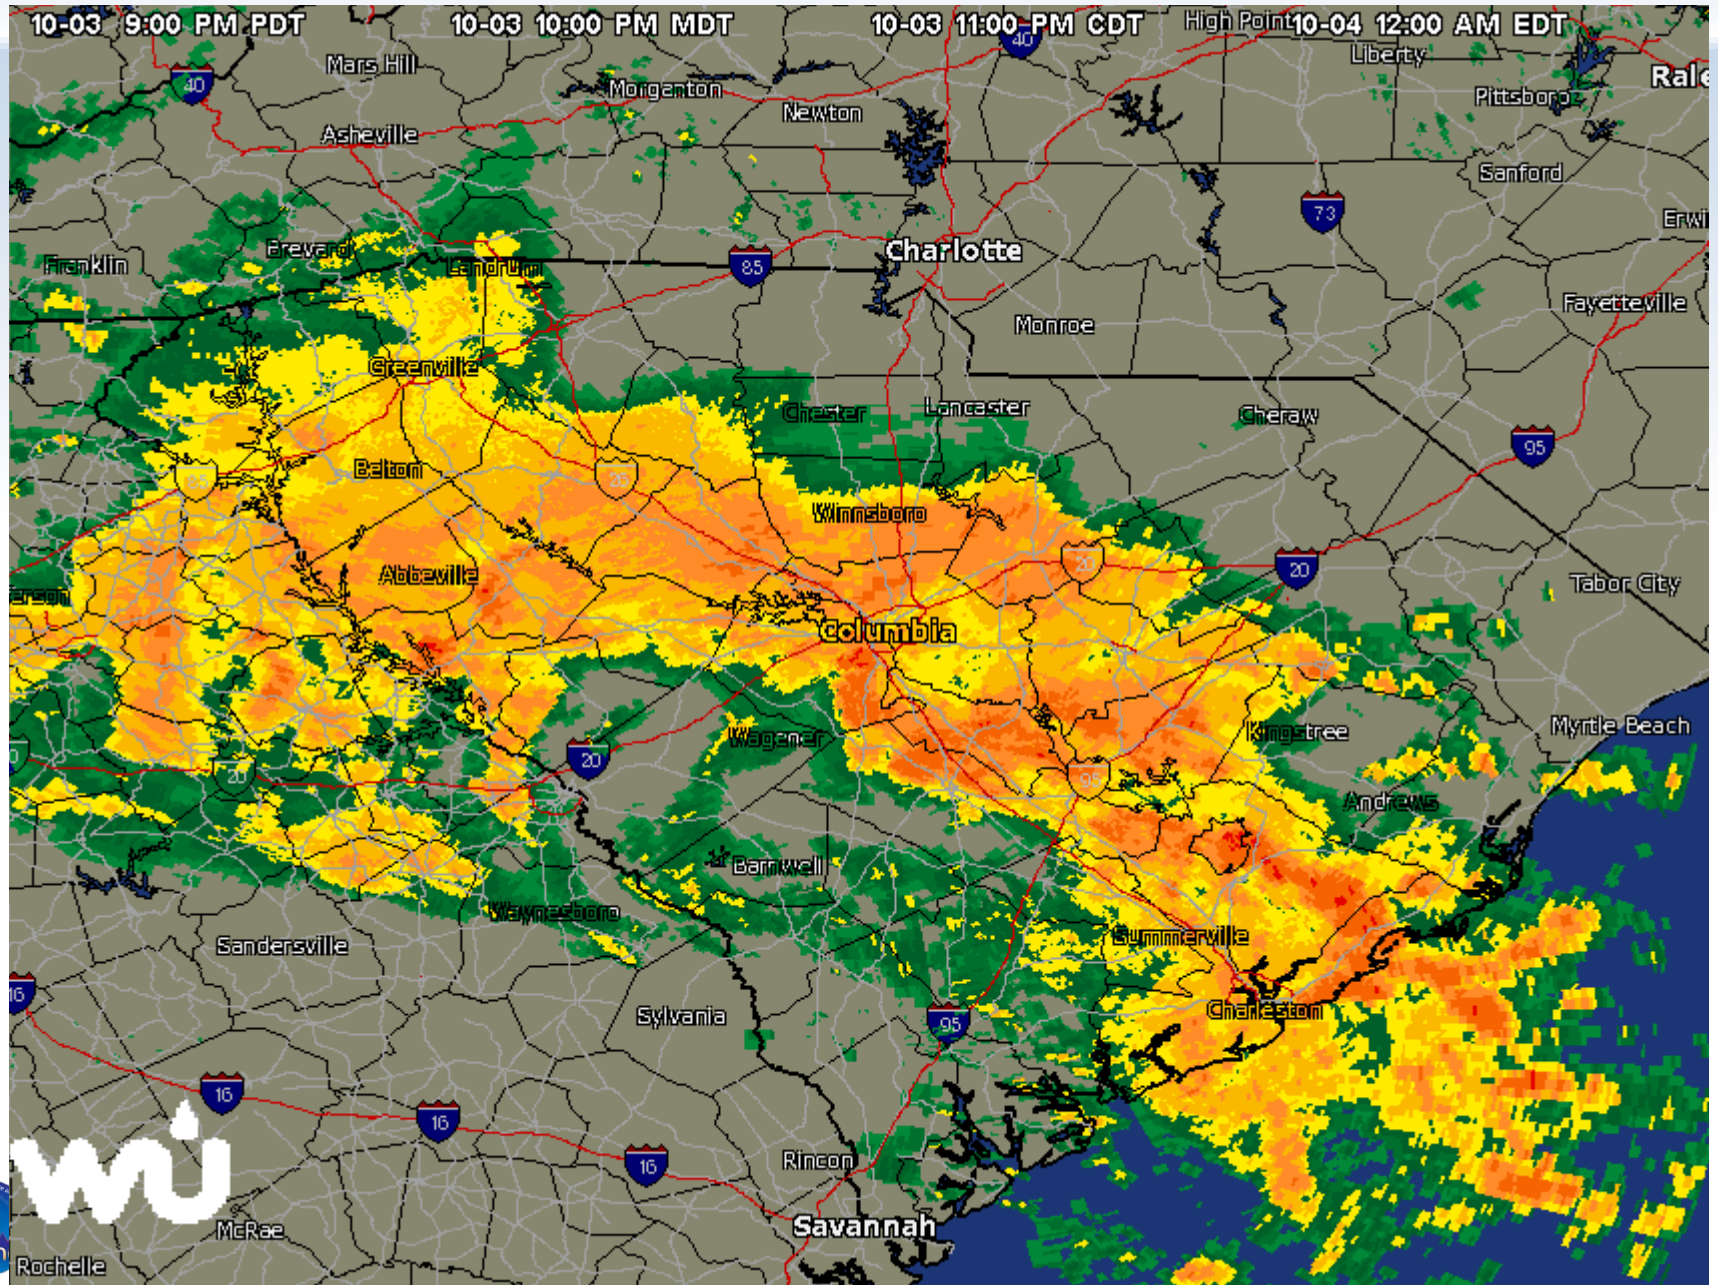 10-03 9:00 PM PDT
10-03 10:00 PM MDT
10-03 11:00 PM CDT
High Point
10-04 12:00 AM EDT
40
Liberty
Mars Hill
Rale
40
Morganton
Pittsboro
Newton
Asheville
Sanford
73
Erwi
Brevard
Charlotte
Franklin
Landrum
85
Fayetteville
Monroe
Greenville
Chester
Lancaster
Cheraw
95
Belton
85
26
Winnsboro
20
20
Abbeville
Tabor City
erson
Columbia
Myrtle Beach
Wagener
Kingstree
20
20
95
Andrews
Barnwell
Waynesboro
Summerville
Sandersville
16
Charleston
Sylvania
95
16
16
Rincon
16
wu
Savannah
McRae
Rochelle